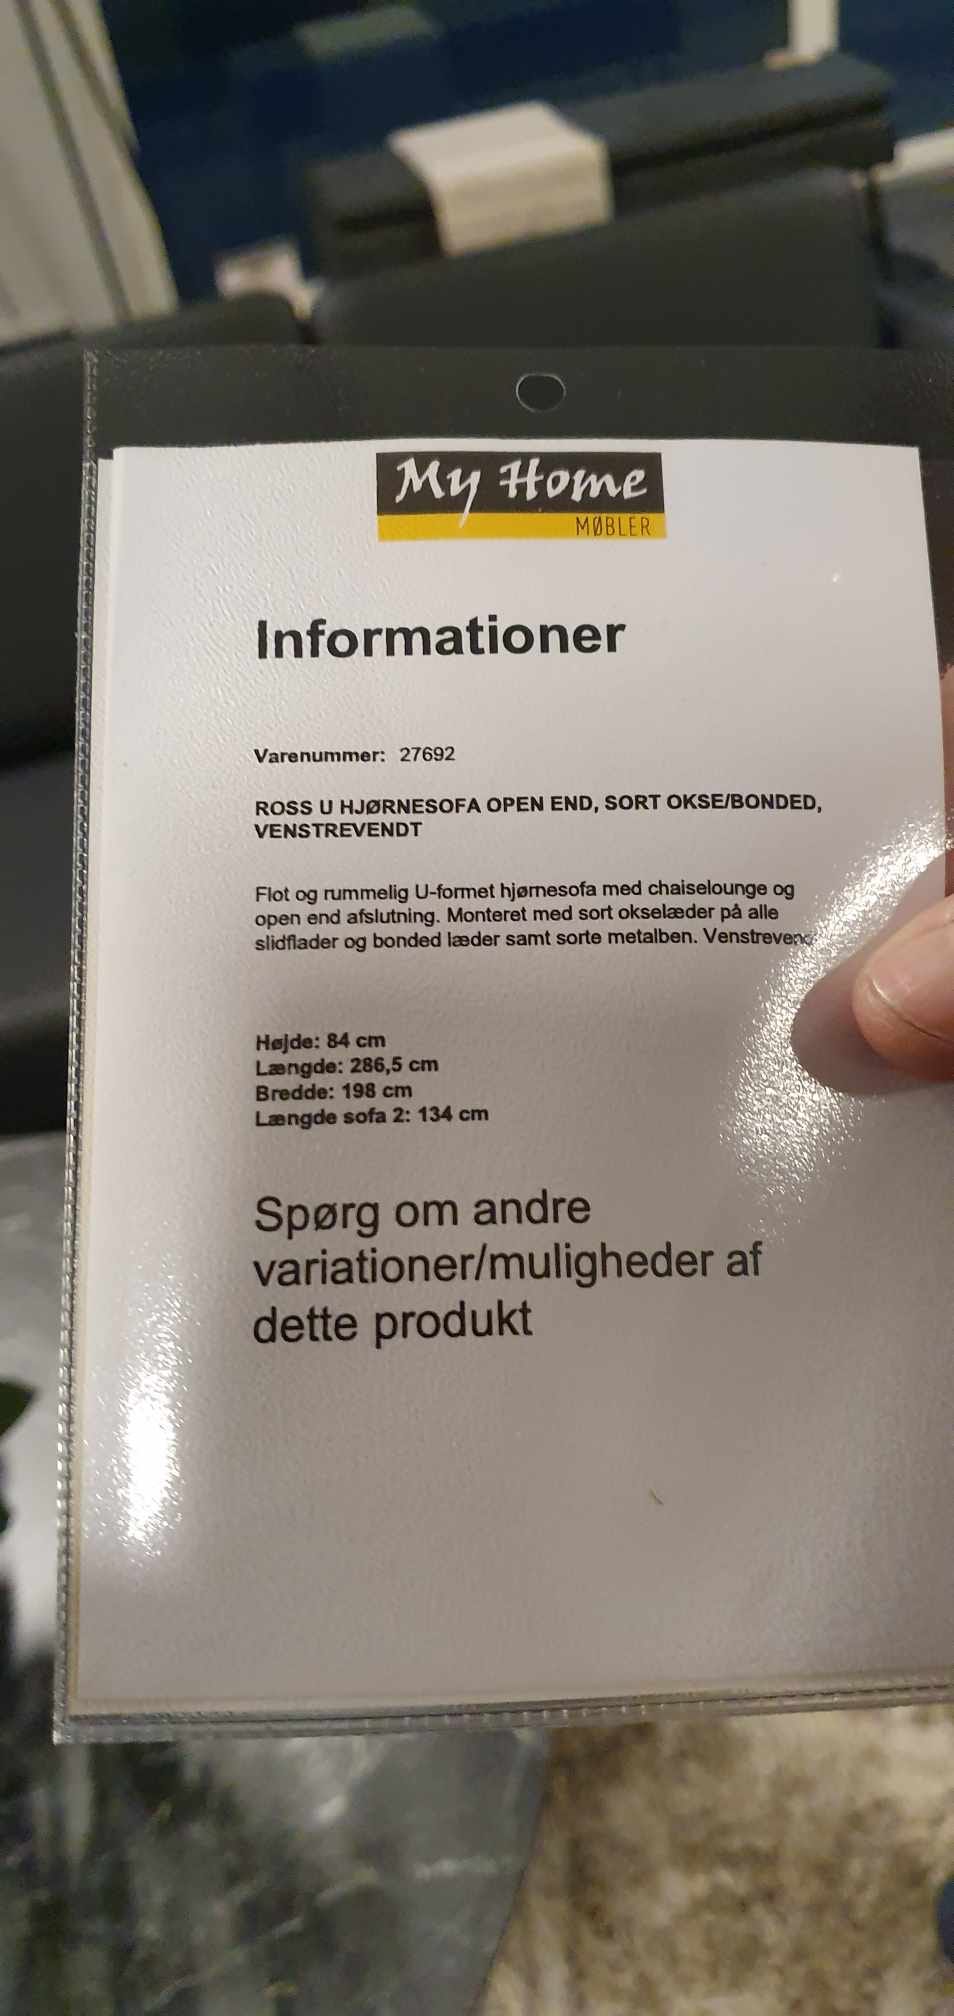 My Home
MØBLER
Informationer
Varenummer: 27692
ROSS U HJØRNESOFA OPEN END, SORT OKSE/BONDED,
VENSTREVENDT
Flot og rummelig U-formet hjørnesofa med chaiselounge og
open end afslutning. Monteret med sort okselæder på alle
slidflader og bonded læder samt sorte metalben.
Højde: 84 cm
Længde: 286,5 cm
Bredde: 198 cm
Længde sofa 2: 134 cm
Spørg om andre
variationer/muligheder af
dette produkt